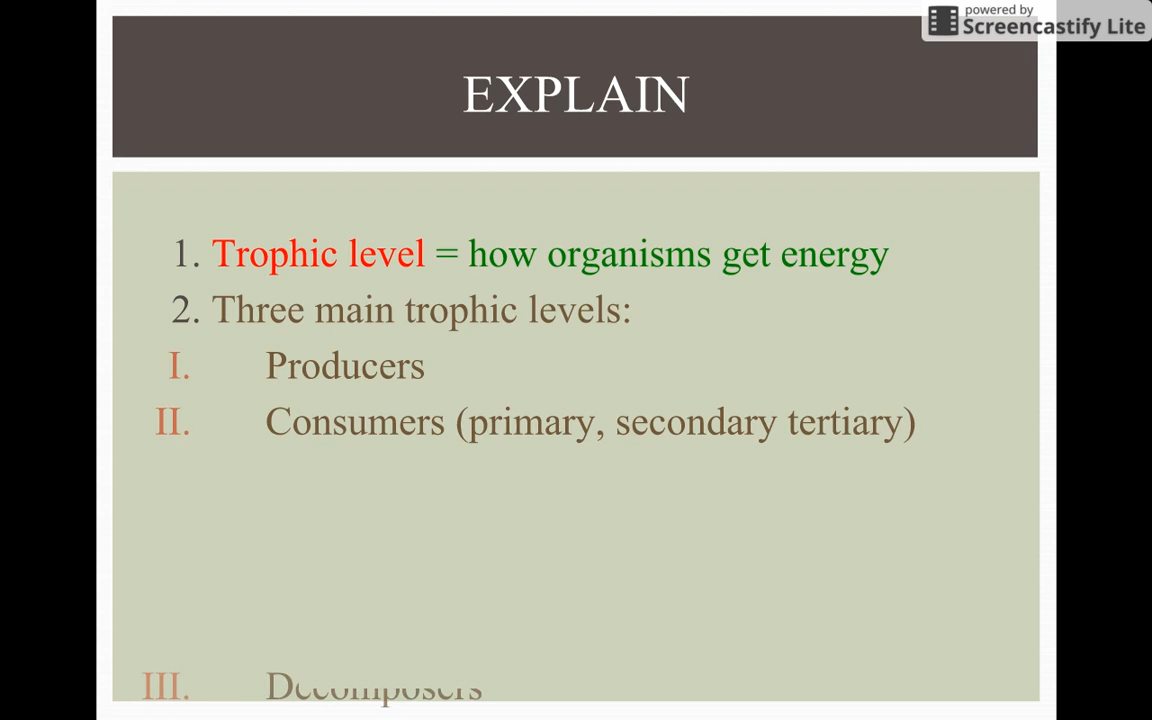 powered by
Screencastify Lite
EXPLAIN
1. Trophic level = how organisms get energy
2. Three main trophic levels:
I. Producers
II. Consumers (primary, secondary tertiary)
III. Decomposers